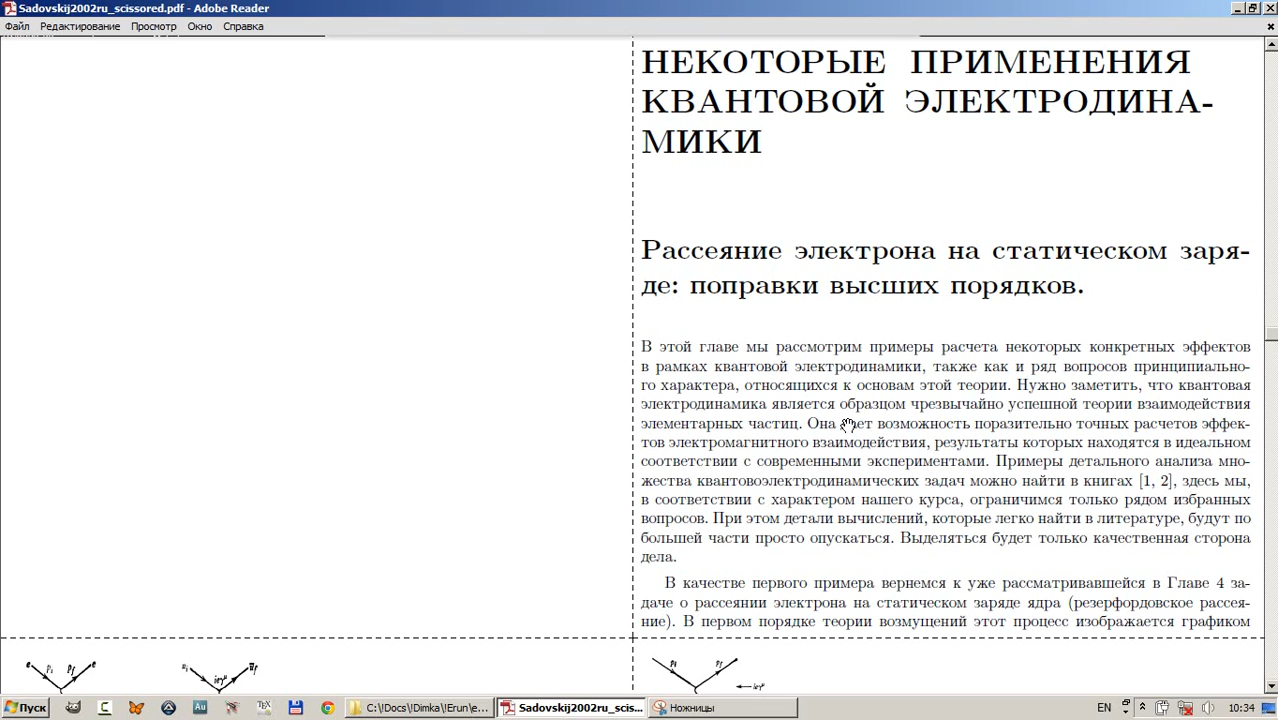 Sadovskij2002ru_scissored.pdf - Adobe Reader
Файл Редактирование Просмотр Окно Справка
НЕКОТОРЫЕ ПРИМЕНЕНИЯ
КВАНТОВОЙ ЭЛЕКТРОДИНА-
МИКИ
Рассеяние электрона на статическом заря-
де: поправки высших порядков.
В этой главе мы рассмотрим примеры расчета некоторых конкретных эффектов
в рамках квантовой электродинамики, также как и ряд вопросов принципиально-
го характера, относящихся к основам этой теории. Нужно заметить, что квантовая
электродинамика является образцом чрезвычайно успешной теории взаимодействия
элементарных частиц. Она дает возможность поразительно точных расчетов эффек-
тов электромагнитного взаимодействия, результаты которых находятся в идеальном
соответствии с современными экспериментами. Примеры детального анализа мно-
жества квантовоэлектродинамических задач можно найти в книгах [1, 2], здесь мы,
в соответствии с характером нашего курса, ограничимся только рядом избранных
вопросов. При этом детали вычислений, которые легко найти в литературе, будут по
большей части просто опускаться. Выделяться будет только качественная сторона
дела.
В качестве первого примера вернемся к уже рассматривавшейся в Главе 4 за-
даче о рассеянии электрона на статическом заряде ядра (резерфордовское рассея-
ние). В первом порядке теории возмущений этот процесс изображается графиком
e pi pf e
ieγμ
pi pf
ieγμ
Пуск C:\!Docs\!Dimka\!Erun\e... Sadovskij2002ru_scis... Ножницы EN 10:34